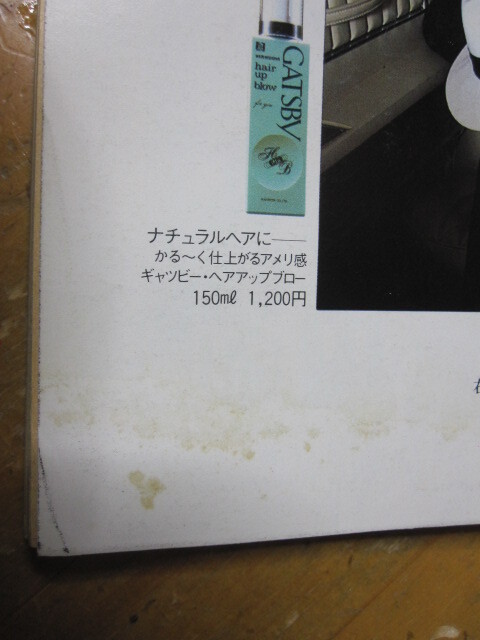 GATSBY
hair
up
blow
for you
ナチュラルヘアに——
かる〜く仕上がるアメリ感
ギャツビー・ヘアアップブロー
150ml 1,200円